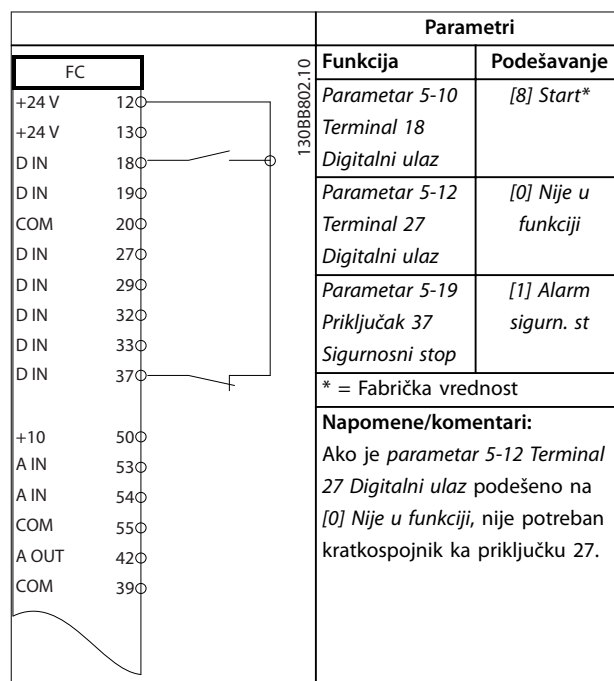 FC
+24 V 12
+24 V 13
D IN 18
D IN 19
COM 20
D IN 27
D IN 29
D IN 32
D IN 33
D IN 37
+10 50
A IN 53
A IN 54
COM 55
A OUT 42
COM 39
130BB802.10
Parametri
Funkcija Podešavanje
Parametar 5-10 [8] Start*
Terminal 18
Digitalni ulaz
Parametar 5-12 [0] Nije u
Terminal 27 funkciji
Digitalni ulaz
Parametar 5-19 [1] Alarm
Priključak 37 sigurn. st
Sigurnosni stop
* = Fabrička vrednost
Napomene/komentari:
Ako je parametar 5-12 Terminal
27 Digitalni ulaz podešeno na
[0] Nije u funkciji, nije potreban
kratkospojnik ka priključku 27.